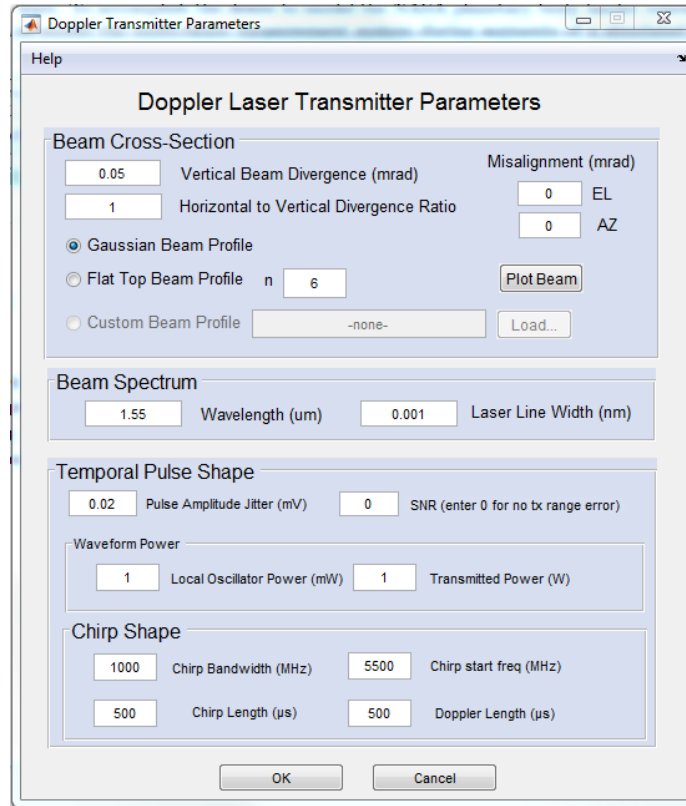 Doppler Transmitter Parameters
Help
Doppler Laser Transmitter Parameters
Beam Cross-Section
0.05 Vertical Beam Divergence (mrad)
1 Horizontal to Vertical Divergence Ratio
Misalignment (mrad)
0 EL
0 AZ
Gaussian Beam Profile
Flat Top Beam Profile n 6
Plot Beam
Custom Beam Profile -none- Load...
Beam Spectrum
1.55 Wavelength (um) 0.001 Laser Line Width (nm)
Temporal Pulse Shape
0.02 Pulse Amplitude Jitter (mV) 0 SNR (enter 0 for no tx range error)
Waveform Power
1 Local Oscillator Power (mW) 1 Transmitted Power (W)
Chirp Shape
1000 Chirp Bandwidth (MHz) 5500 Chirp start freq (MHz)
500 Chirp Length (µs) 500 Doppler Length (µs)
OK Cancel